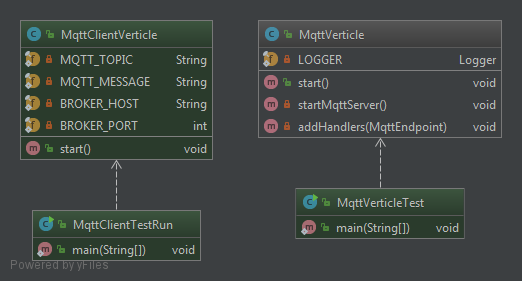 MqttClientVerticle
MQTT_TOPIC String
MQTT_MESSAGE String
BROKER_HOST String
BROKER_PORT int
start() void
MqttVerticle
LOGGER Logger
start() void
startMqttServer() void
addHandlers(MqttEndpoint) void
MqttClientTestRun
main(String[]) void
MqttVerticleTest
main(String[]) void
Powered by yFiles